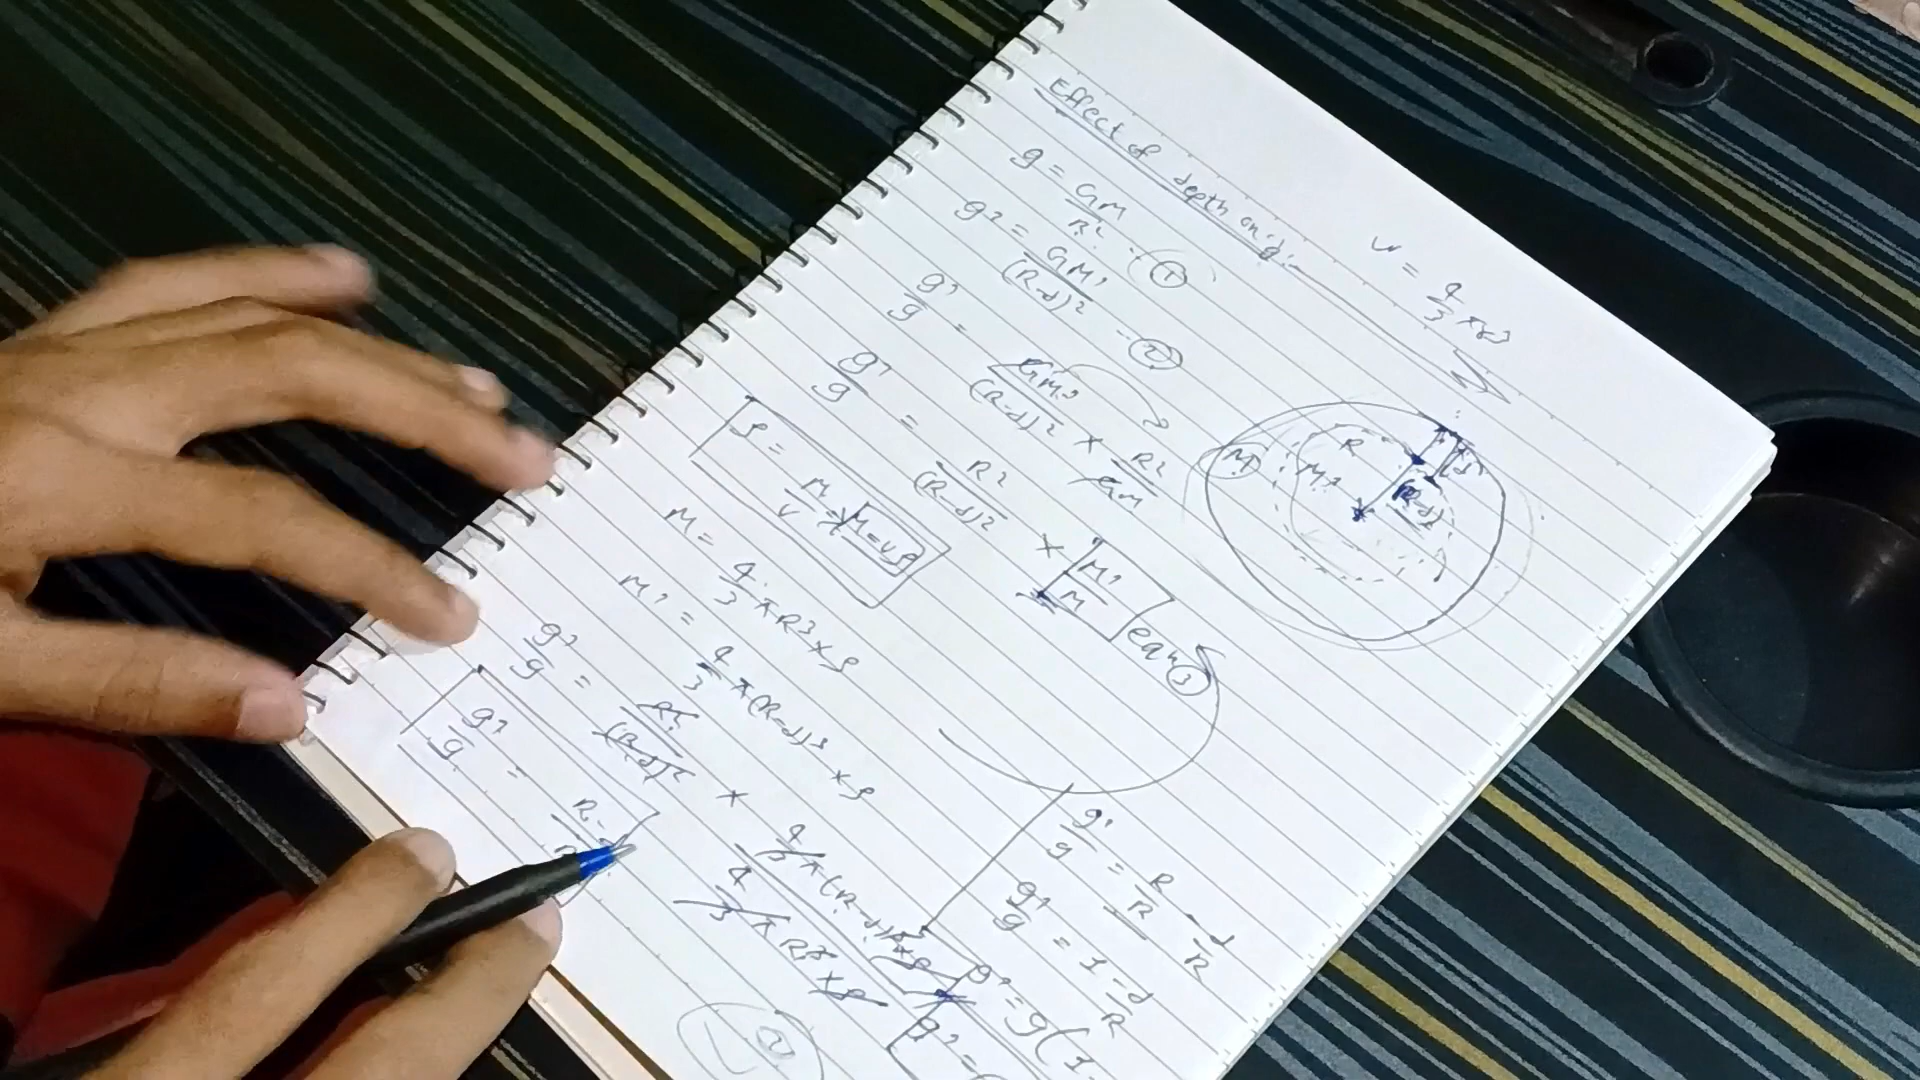 Effect of depth on g:-
V = 4/3 πr³
g = GM/R² - - (1)
g' = GM'/(R-d)² - (2)
g'/g = GM'/(R-d)² × R²/GM
g'/g = R²/(R-d)² × M'/M eqn (3)
ρ = M/V ⇒ M = Vρ
M = 4/3 πR³ × ρ
M' = 4/3 π(R-d)³ × ρ
g'/g = R²/(R-d)² × 4/3 π(R-d)³ × ρ / 4/3 πR³ × ρ
g'/g = R-
g'/g = R/R - d/R
g'/g = 1 - d/R
g' = g(1-
g' =
M
M'
R
d
(R-d)